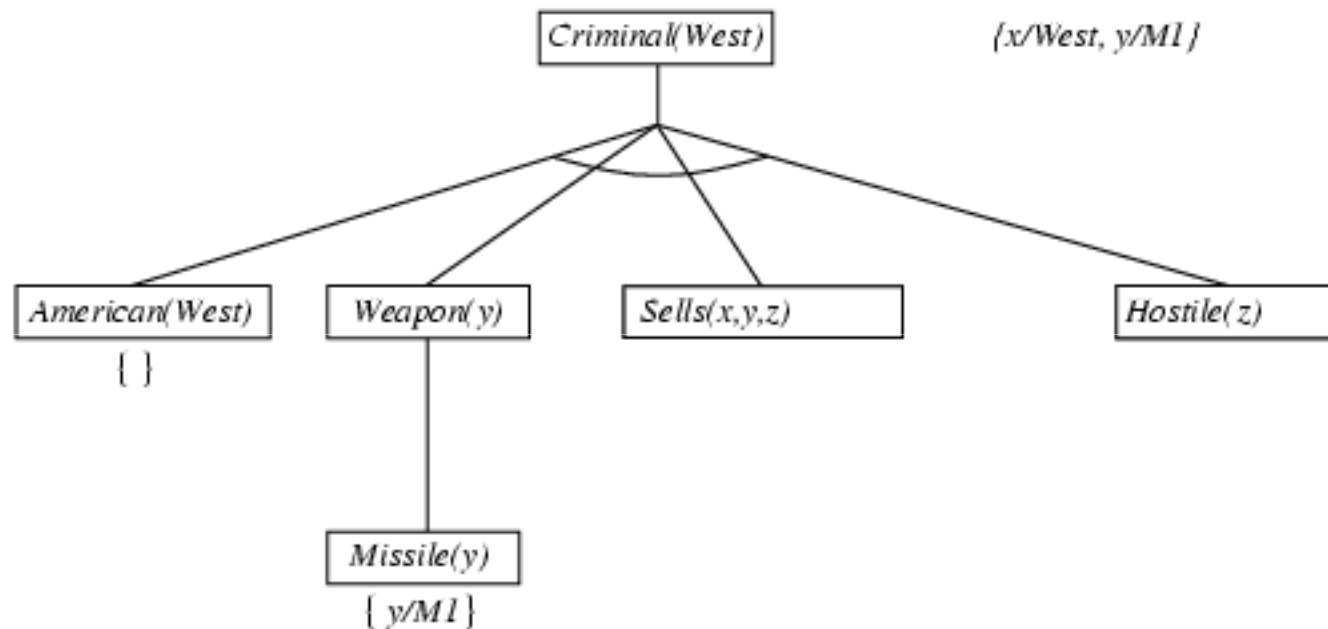 Criminal(West)
{x/West, y/M1}
American(West)
Weapon(y)
Sells(x,y,z)
Hostile(z)
{ }
Missile(y)
{ y/M1 }